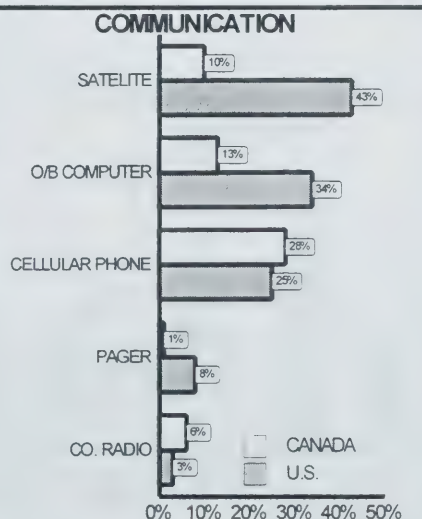 COMMUNICATION
SATELITE
10%
43%
O/B COMPUTER
13%
34%
CELLULAR PHONE
28%
25%
PAGER
1%
8%
CO. RADIO
6%
3%
CANADA
U.S.
0% 10% 20% 30% 40% 50%